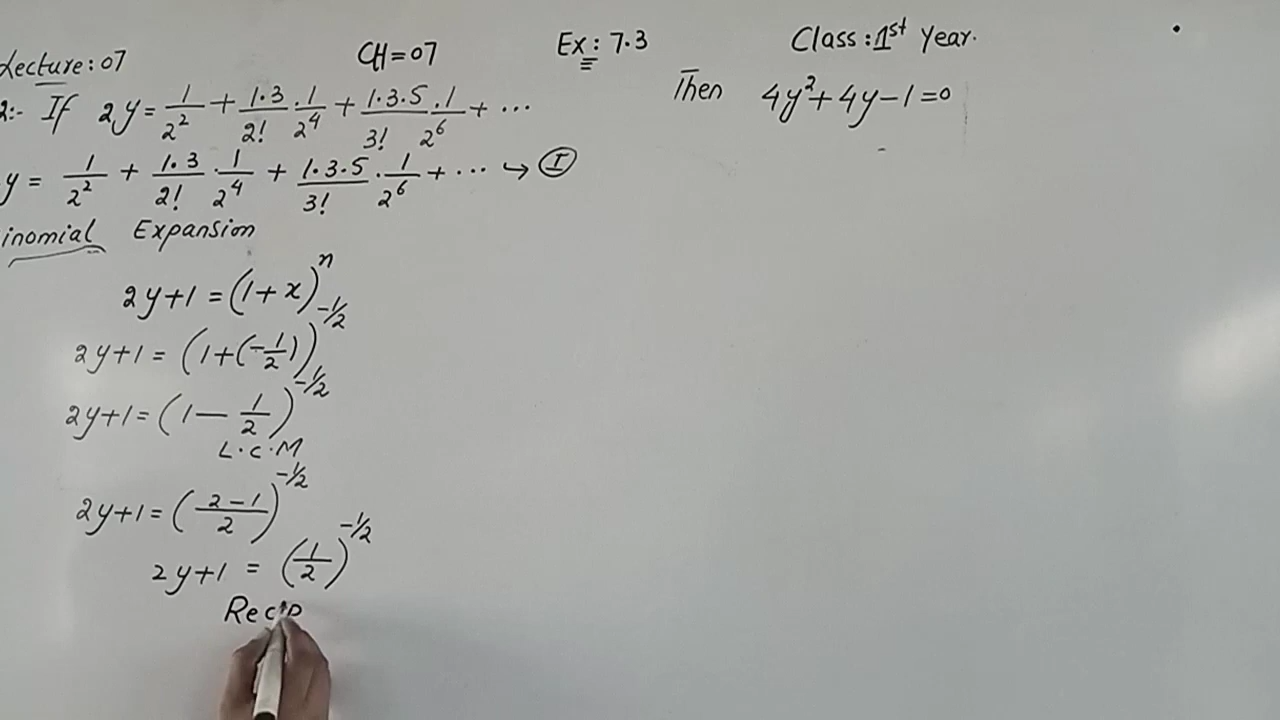 Lecture: 07 CH=07 Ex: 7.3 Class: 1st Year.
2:- If 2y = 1/2² + 1·3/2! · 1/2⁴ + 1·3·5/3! · 1/2⁶ + ··· Then 4y² + 4y - 1 = 0
y = 1/2² + 1·3/2! · 1/2⁴ + 1·3·5/3! · 1/2⁶ + ··· → (I)
inomial Expansion
2y+1 = (1+x)ⁿ
2y+1 = (1+(-1/2))^(-1/2)
2y+1 = (1 - 1/2)^(-1/2)
L.C.M
2y+1 = ((2-1)/2)^(-1/2)
2y+1 = (1/2)^(-1/2)
Recip